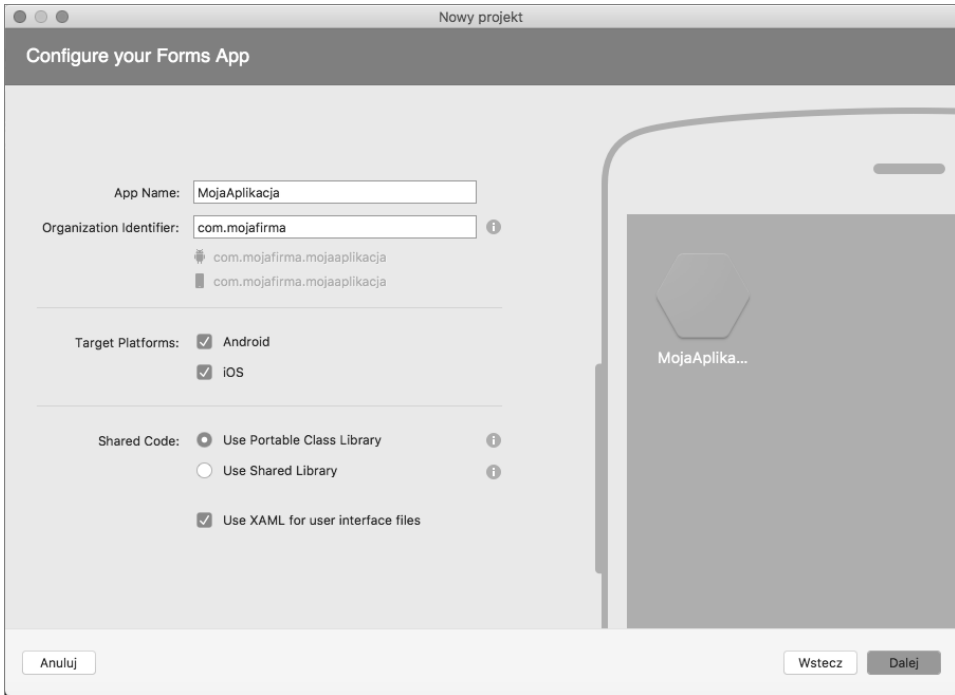 Nowy projekt
Configure your Forms App
App Name: MojaAplikacja
Organization Identifier: com.mojafirma
com.mojafirma.mojaaplikacja
com.mojafirma.mojaaplikacja
Target Platforms: Android
iOS
Shared Code: Use Portable Class Library
Use Shared Library
Use XAML for user interface files
MojaAplika...
Anuluj
Wstecz
Dalej